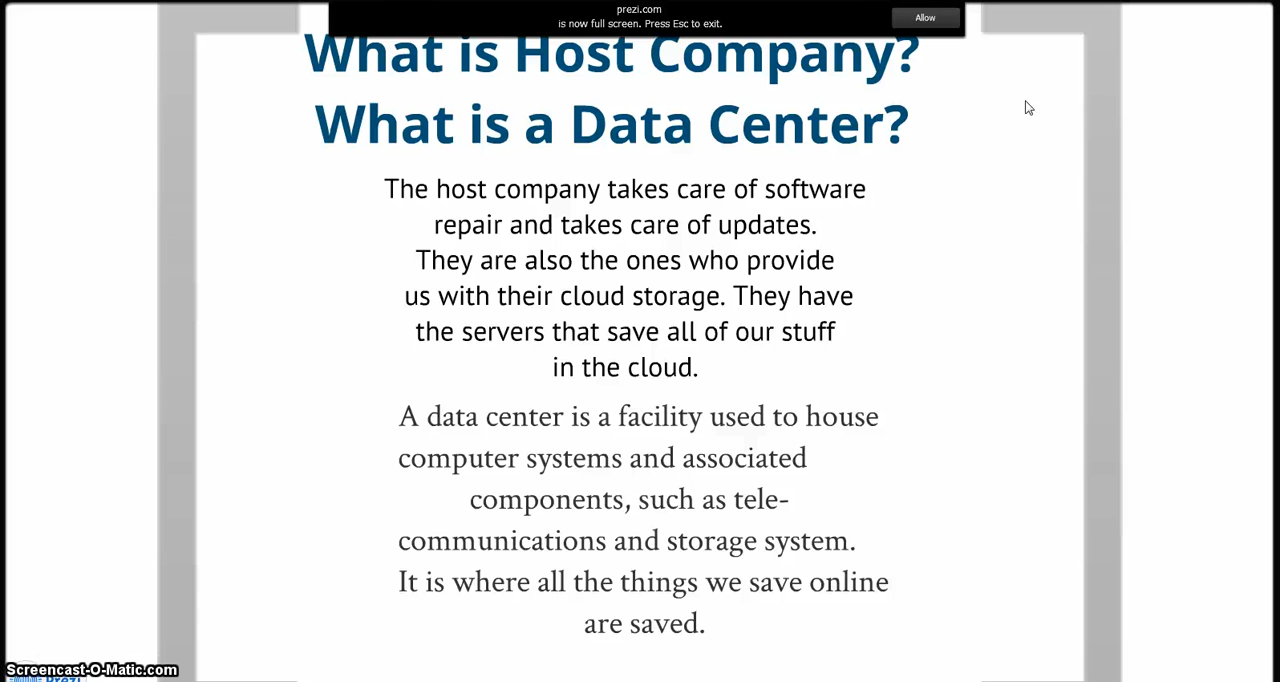 prezi.com
is now full screen. Press Esc to exit.
Allow
What is Host Company?
What is a Data Center?
The host company takes care of software
repair and takes care of updates.
They are also the ones who provide
us with their cloud storage. They have
the servers that save all of our stuff
in the cloud.
A data center is a facility used to house
computer systems and associated
components, such as tele-
communications and storage system.
It is where all the things we save online
are saved.
Screencast-O-Matic.com
Prezi